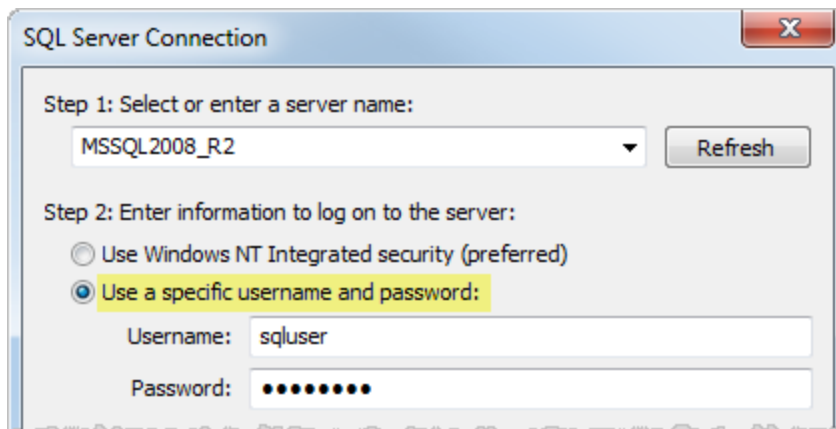 SQL Server Connection
Step 1: Select or enter a server name:
MSSQL2008_R2 Refresh
Step 2: Enter information to log on to the server:
Use Windows NT Integrated security (preferred)
Use a specific username and password:
Username: sqluser
Password: ••••••••